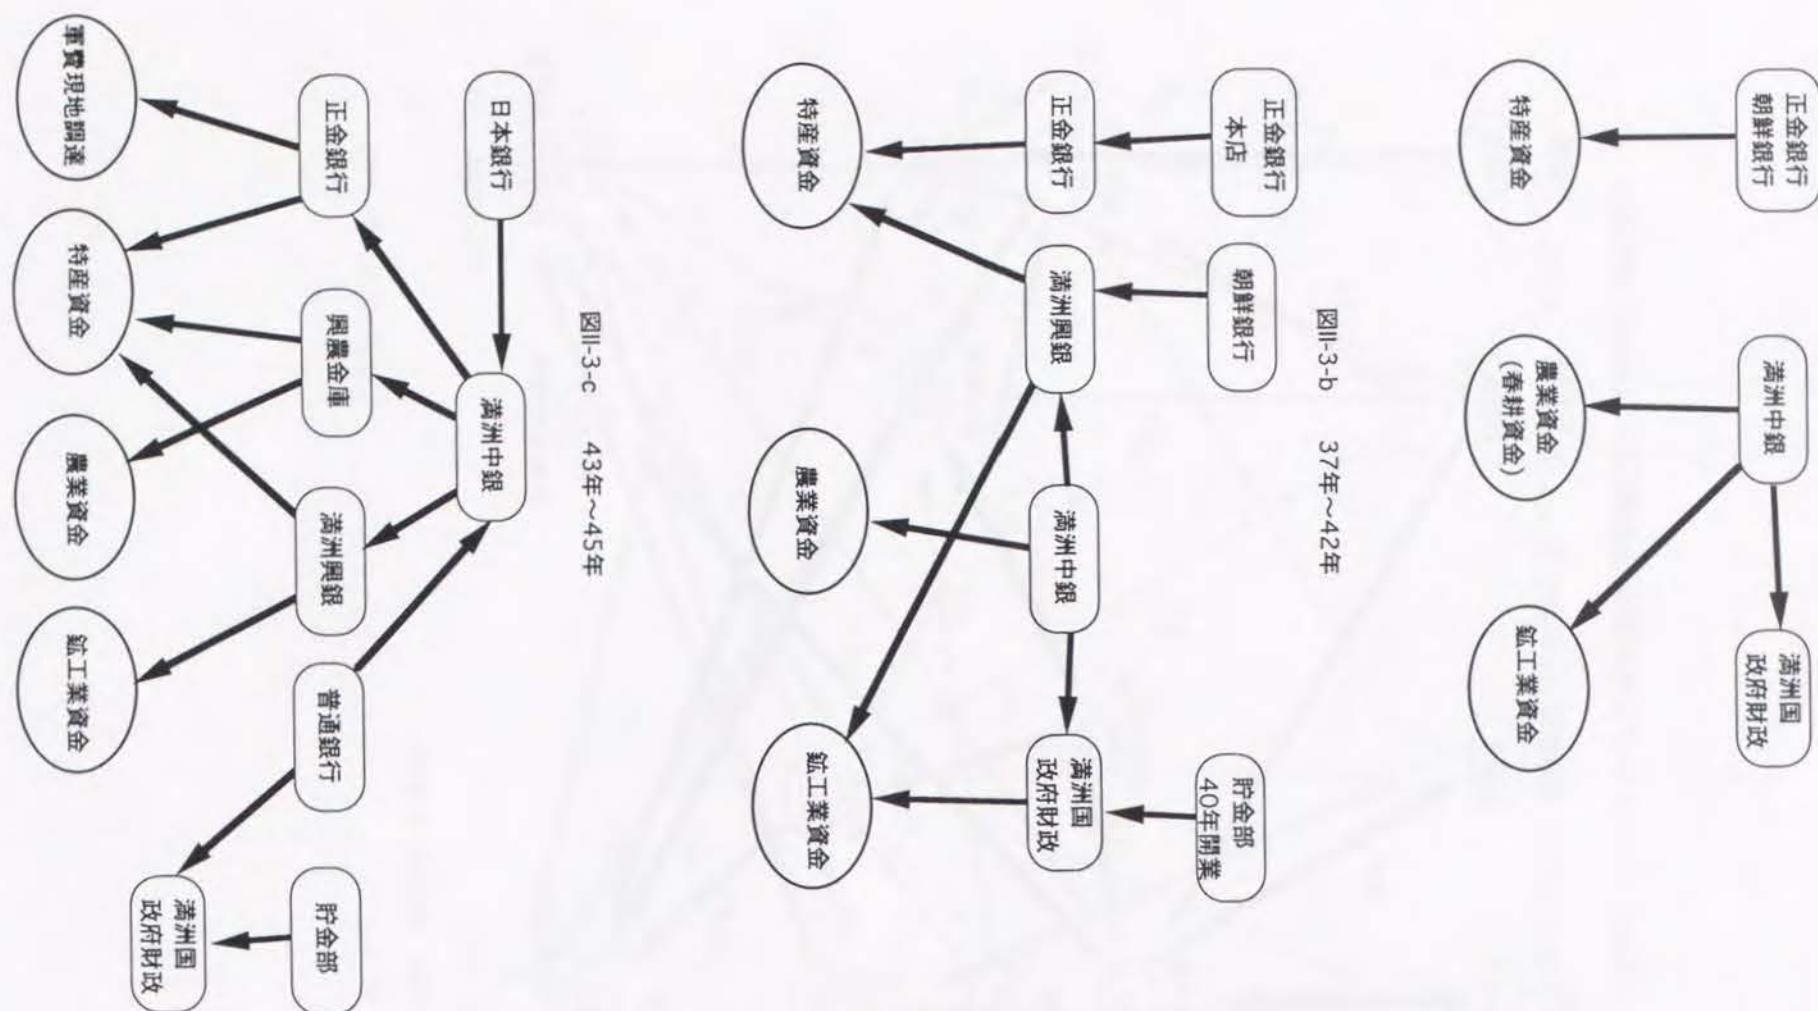 正金銀行
朝鮮銀行
満洲中銀
満洲国
政府財政
特産資金
農業資金
(春耕資金)
鉱工業資金
図II-3-b 37年～42年
正金銀行
本店
朝鮮銀行
貯金部
40年開業
正金銀行
満洲興銀
満洲中銀
満洲国
政府財政
特産資金
農業資金
鉱工業資金
図II-3-c 43年～45年
日本銀行
満洲中銀
正金銀行
興農金庫
満洲興銀
普通銀行
貯金部
軍費現地調達
特産資金
農業資金
鉱工業資金
満洲国
政府財政